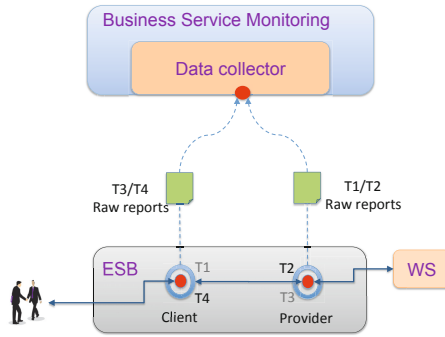 Business Service Monitoring
Data collector
T3/T4
Raw reports
T1/T2
Raw reports
ESB
T1
T4
Client
T2
T3
Provider
WS